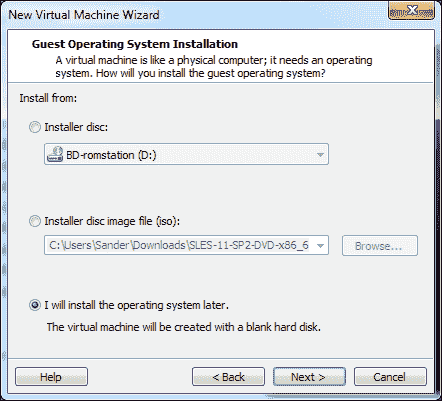 New Virtual Machine Wizard
Guest Operating System Installation
A virtual machine is like a physical computer; it needs an operating
system. How will you install the guest operating system?
Install from:
Installer disc:
BD-romstation (D:)
Installer disc image file (iso):
C:\Users\Sander\Downloads\SLES-11-SP2-DVD-x86_6
Browse...
I will install the operating system later.
The virtual machine will be created with a blank hard disk.
Help
< Back
Next >
Cancel